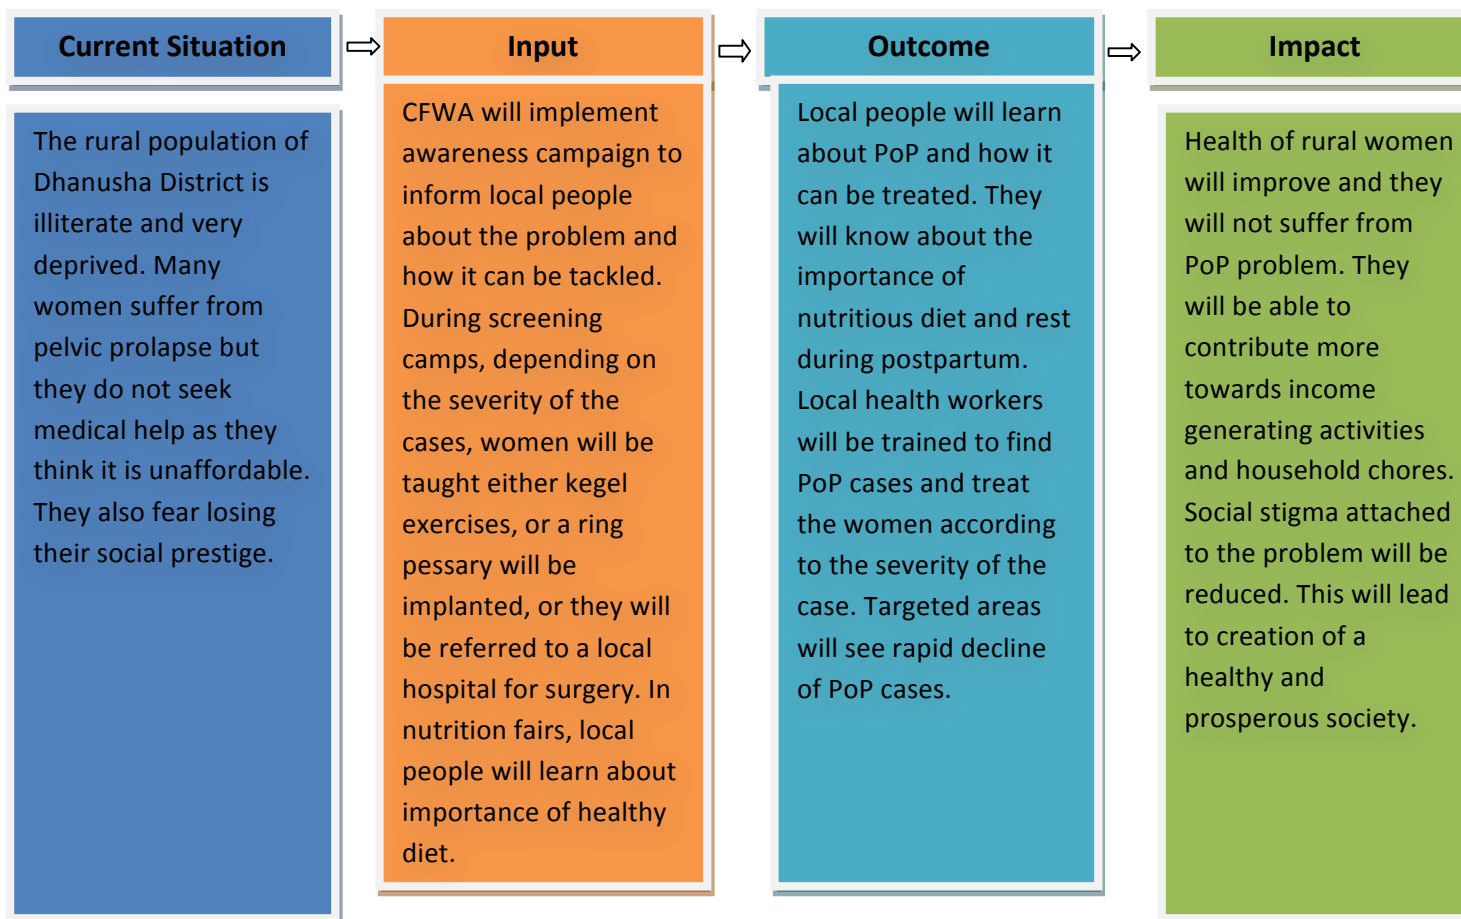 Current Situation
The rural population of
Dhanusha District is
illiterate and very
deprived. Many
women suffer from
pelvic prolapse but
they do not seek
medical help as they
think it is unaffordable.
They also fear losing
their social prestige.
Input
CFWA will implement
awareness campaign to
inform local people
about the problem and
how it can be tackled.
During screening
camps, depending on
the severity of the
cases, women will be
taught either kegel
exercises, or a ring
pessary will be
implanted, or they will
be referred to a local
hospital for surgery. In
nutrition fairs, local
people will learn about
importance of healthy
diet.
Outcome
Local people will learn
about PoP and how it
can be treated. They
will know about the
importance of
nutritious diet and rest
during postpartum.
Local health workers
will be trained to find
PoP cases and treat
the women according
to the severity of the
case. Targeted areas
will see rapid decline
of PoP cases.
Impact
Health of rural women
will improve and they
will not suffer from
PoP problem. They
will be able to
contribute more
towards income
generating activities
and household chores.
Social stigma attached
to the problem will be
reduced. This will lead
to creation of a
healthy and
prosperous society.